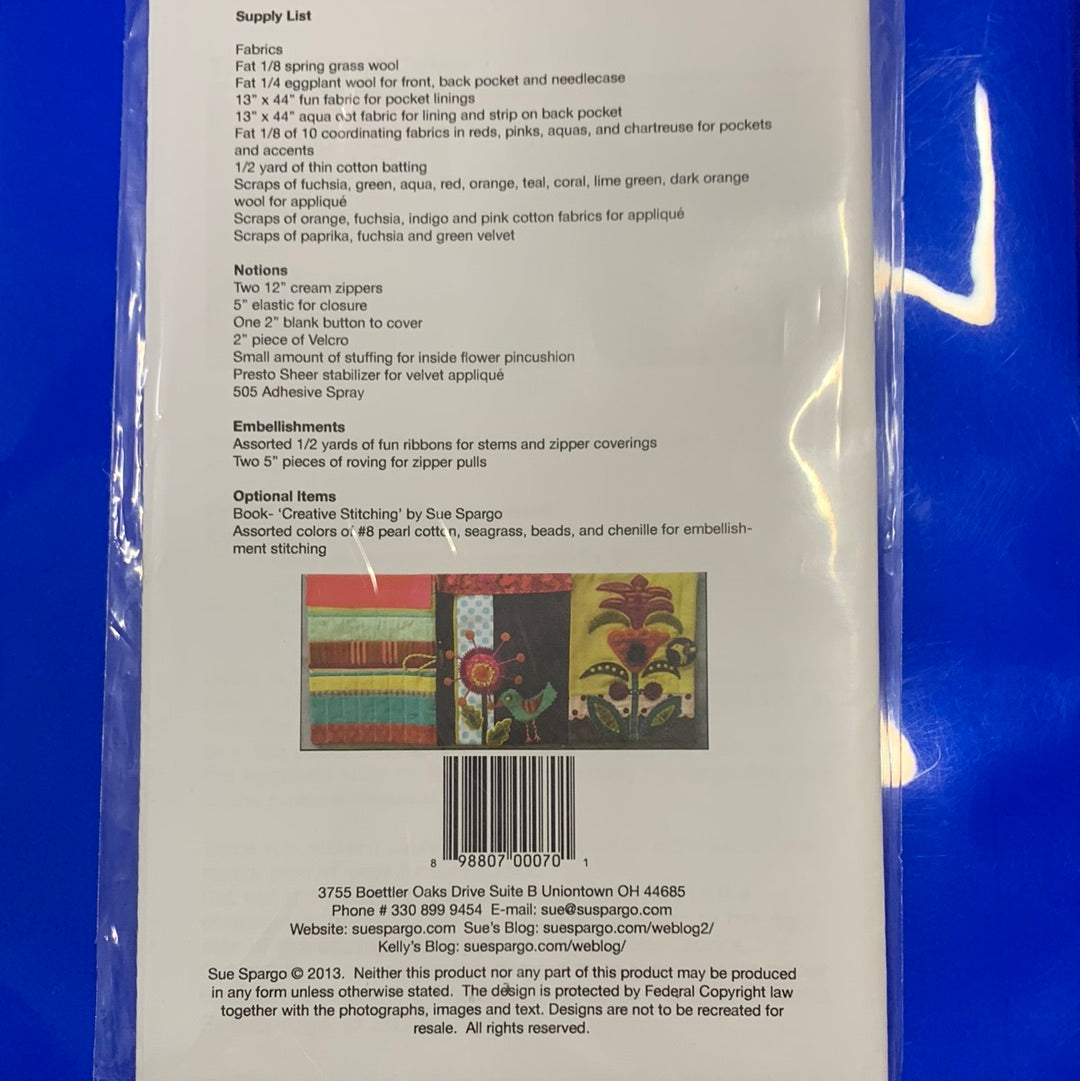 Supply List
Fabrics
Fat 1/8 spring grass wool
Fat 1/4 eggplant wool for front, back pocket and needlecase
13" x 44" fun fabric for pocket linings
13" x 44" aqua dot fabric for lining and strip on back pocket
Fat 1/8 of 10 coordinating fabrics in reds, pinks, aquas, and chartreuse for pockets
and accents
1/2 yard of thin cotton batting
Scraps of fuchsia, green, aqua, red, orange, teal, coral, lime green, dark orange
wool for appliqué
Scraps of orange, fuchsia, indigo and pink cotton fabrics for appliqué
Scraps of paprika, fuchsia and green velvet
Notions
Two 12" cream zippers
5" elastic for closure
One 2" blank button to cover
2" piece of Velcro
Small amount of stuffing for inside flower pincushion
Presto Sheer stabilizer for velvet appliqué
505 Adhesive Spray
Embellishments
Assorted 1/2 yards of fun ribbons for stems and zipper coverings
Two 5" pieces of roving for zipper pulls
Optional Items
Book- 'Creative Stitching' by Sue Spargo
Assorted colors of #8 pearl cotton, seagrass, beads, and chenille for embellish-
ment stitching
8 98807 00070 1
3755 Boettler Oaks Drive Suite B Uniontown OH 44685
Phone # 330 899 9454 E-mail: sue@suspargo.com
Website: suespargo.com Sue's Blog: suespargo.com/weblog2/
Kelly's Blog: suespargo.com/weblog/
Sue Spargo © 2013. Neither this product nor any part of this product may be produced
in any form unless otherwise stated. The design is protected by Federal Copyright law
together with the photographs, images and text. Designs are not to be recreated for
resale. All rights reserved.